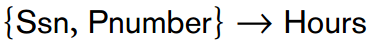 {Ssn, Pnumber} → Hours